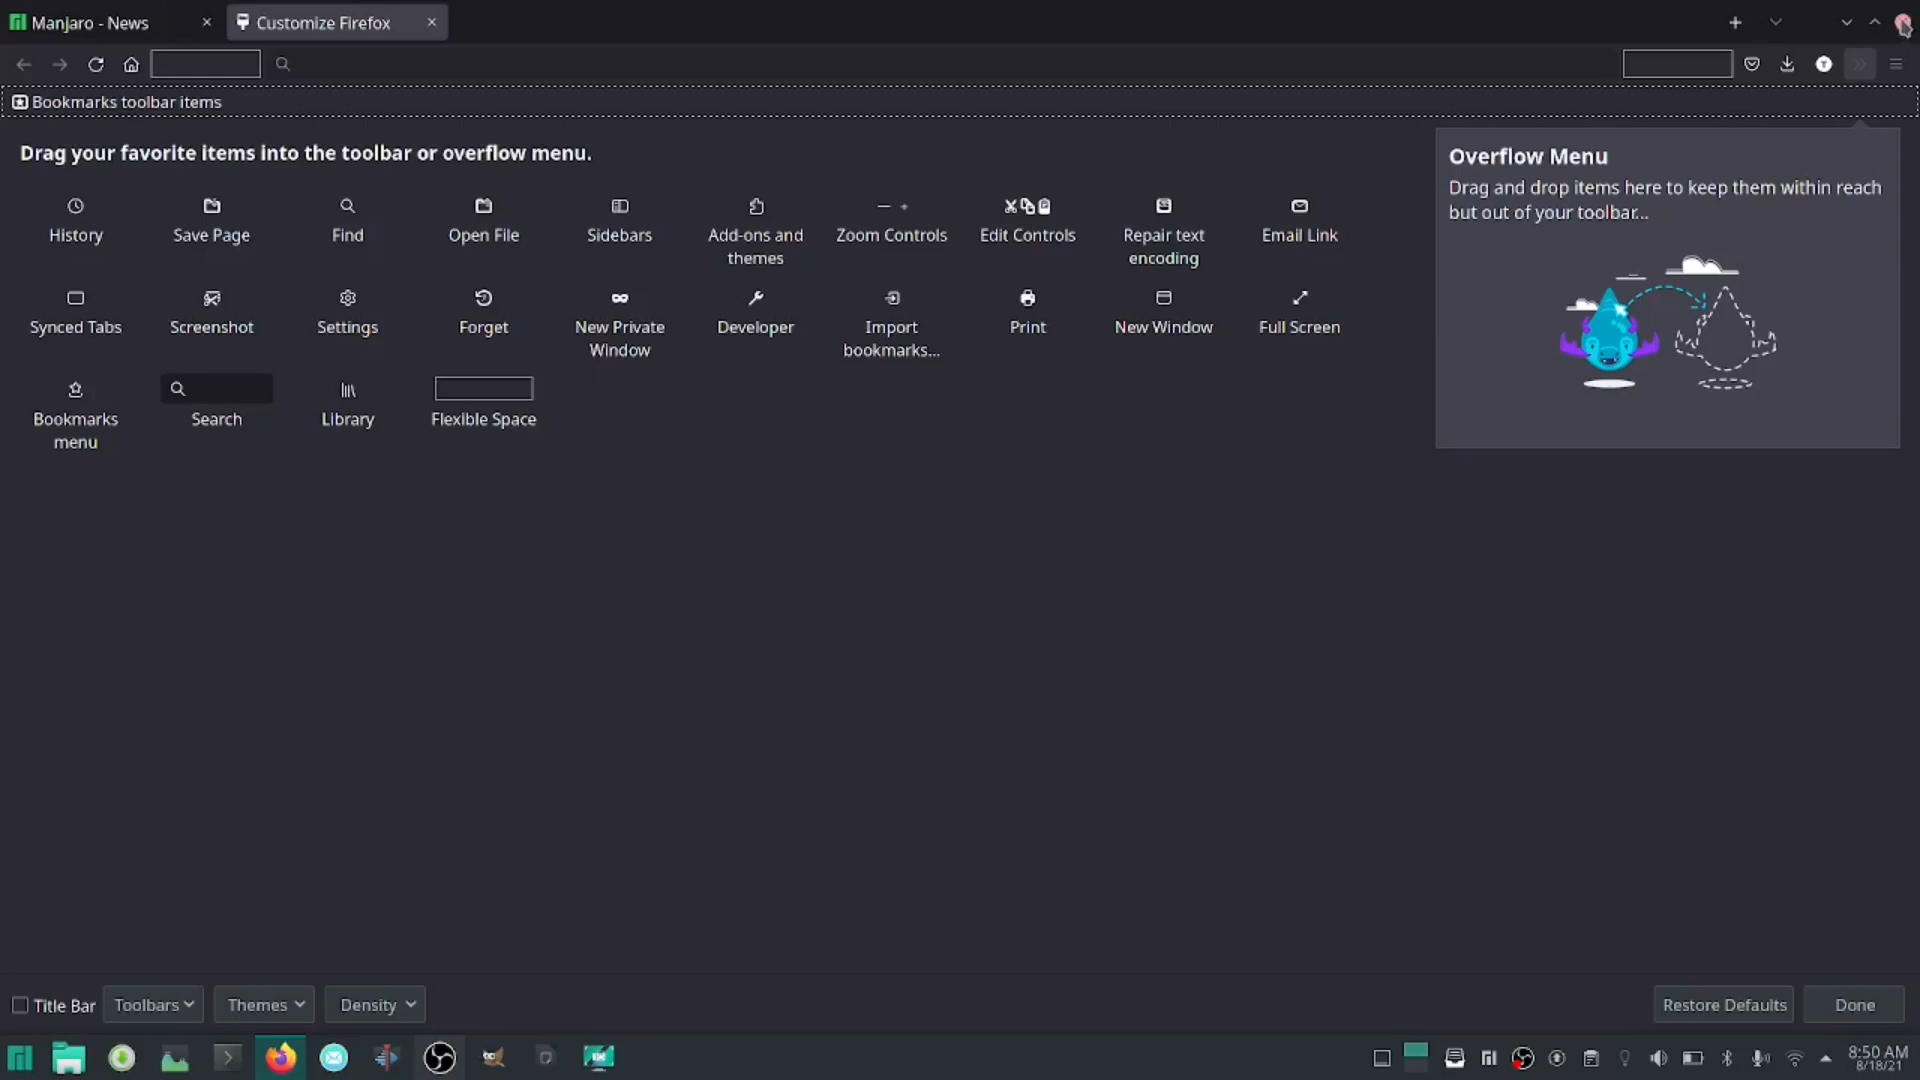 Manjaro - News
Customize Firefox
Bookmarks toolbar items
Drag your favorite items into the toolbar or overflow menu.
History
Save Page
Find
Open File
Sidebars
Add-ons and
themes
Zoom Controls
Edit Controls
Repair text
encoding
Email Link
Synced Tabs
Screenshot
Settings
Forget
New Private
Window
Developer
Import
bookmarks...
Print
New Window
Full Screen
Bookmarks
menu
Search
Library
Flexible Space
Overflow Menu
Drag and drop items here to keep them within reach
but out of your toolbar...
Title Bar
Toolbars
Themes
Density
Restore Defaults
Done
8:50 AM
8/18/21